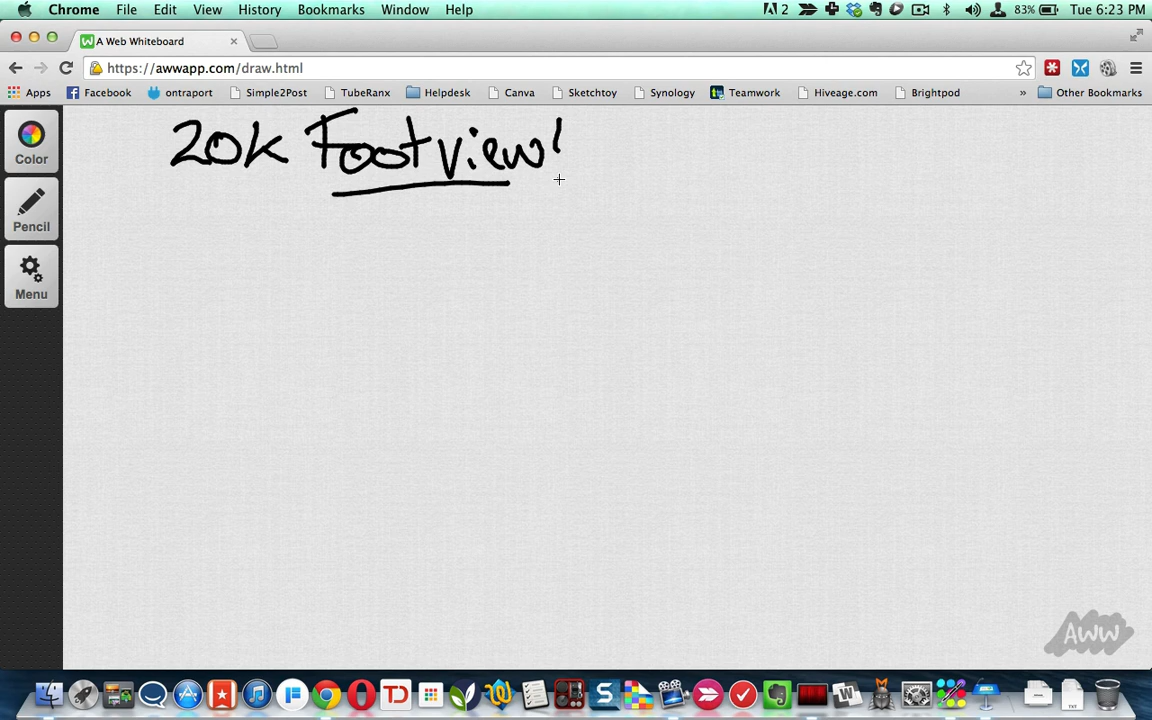 Chrome File Edit View History Bookmarks Window Help 2 83% Tue 6:23 PM
A Web Whiteboard
https://awwapp.com/draw.html
Apps Facebook ontraport Simple2Post TubeRanx Helpdesk Canva Sketchtoy Synology Teamwork Hiveage.com Brightpod » Other Bookmarks
20k Footview!
Color
Pencil
Menu
AWW